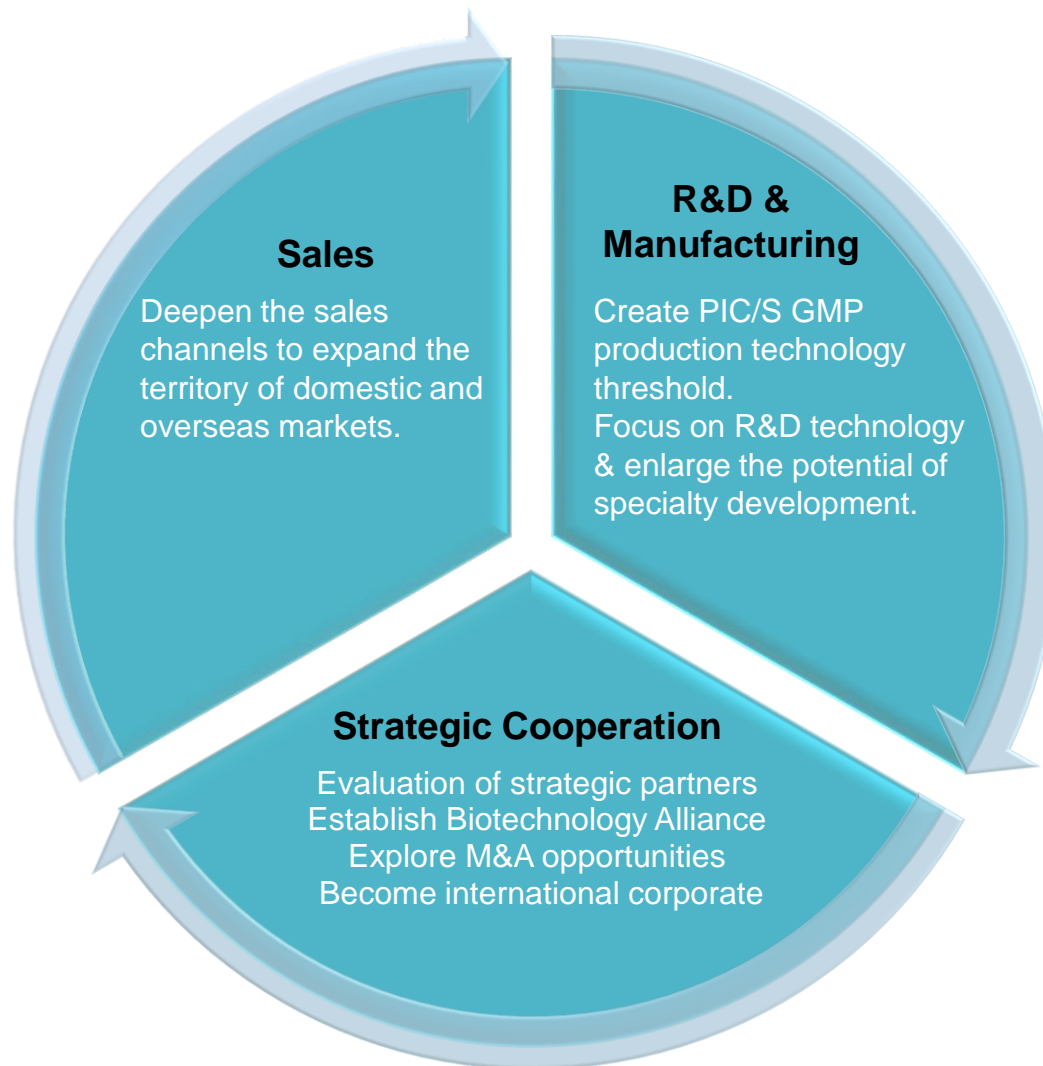 Sales
Deepen the sales
channels to expand the
territory of domestic and
overseas markets.
R&D &
Manufacturing
Create PIC/S GMP
production technology
threshold.
Focus on R&D technology
& enlarge the potential of
specialty development.
Strategic Cooperation
Evaluation of strategic partners
Establish Biotechnology Alliance
Explore M&A opportunities
Become international corporate